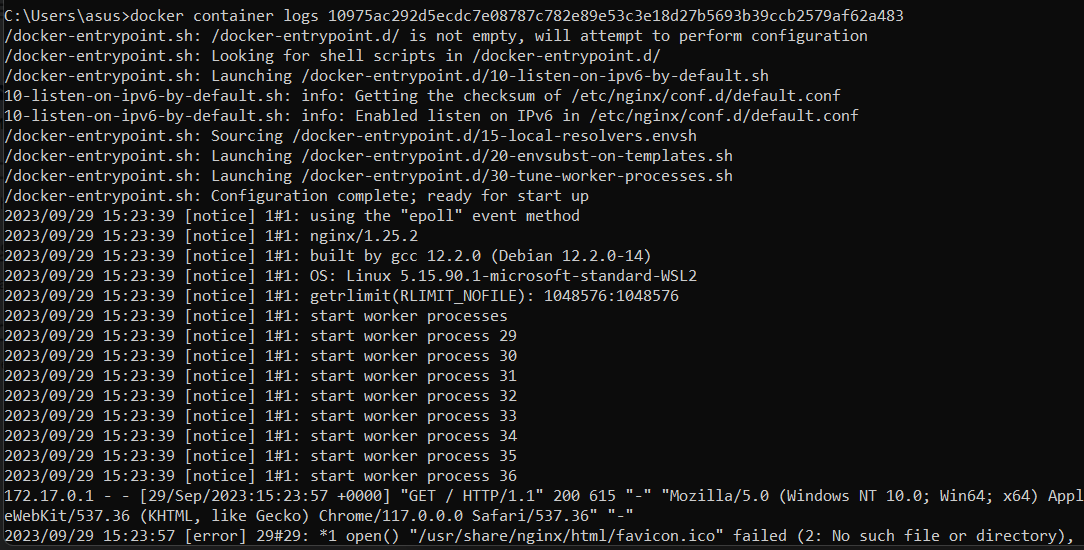 C:\Users\asus>docker container logs 10975ac292d5ecdc7e08787c782e89e53c3e18d27b5693b39ccb2579af62a483
/docker-entrypoint.sh: /docker-entrypoint.d/ is not empty, will attempt to perform configuration
/docker-entrypoint.sh: Looking for shell scripts in /docker-entrypoint.d/
/docker-entrypoint.sh: Launching /docker-entrypoint.d/10-listen-on-ipv6-by-default.sh
10-listen-on-ipv6-by-default.sh: info: Getting the checksum of /etc/nginx/conf.d/default.conf
10-listen-on-ipv6-by-default.sh: info: Enabled listen on IPv6 in /etc/nginx/conf.d/default.conf
/docker-entrypoint.sh: Sourcing /docker-entrypoint.d/15-local-resolvers.envsh
/docker-entrypoint.sh: Launching /docker-entrypoint.d/20-envsubst-on-templates.sh
/docker-entrypoint.sh: Launching /docker-entrypoint.d/30-tune-worker-processes.sh
/docker-entrypoint.sh: Configuration complete; ready for start up
2023/09/29 15:23:39 [notice] 1#1: using the "epoll" event method
2023/09/29 15:23:39 [notice] 1#1: nginx/1.25.2
2023/09/29 15:23:39 [notice] 1#1: built by gcc 12.2.0 (Debian 12.2.0-14)
2023/09/29 15:23:39 [notice] 1#1: OS: Linux 5.15.90.1-microsoft-standard-WSL2
2023/09/29 15:23:39 [notice] 1#1: getrlimit(RLIMIT_NOFILE): 1048576:1048576
2023/09/29 15:23:39 [notice] 1#1: start worker processes
2023/09/29 15:23:39 [notice] 1#1: start worker process 29
2023/09/29 15:23:39 [notice] 1#1: start worker process 30
2023/09/29 15:23:39 [notice] 1#1: start worker process 31
2023/09/29 15:23:39 [notice] 1#1: start worker process 32
2023/09/29 15:23:39 [notice] 1#1: start worker process 33
2023/09/29 15:23:39 [notice] 1#1: start worker process 34
2023/09/29 15:23:39 [notice] 1#1: start worker process 35
2023/09/29 15:23:39 [notice] 1#1: start worker process 36
172.17.0.1 - - [29/Sep/2023:15:23:57 +0000] "GET / HTTP/1.1" 200 615 "-" "Mozilla/5.0 (Windows NT 10.0; Win64; x64) Appl
eWebKit/537.36 (KHTML, like Gecko) Chrome/117.0.0.0 Safari/537.36" "-"
2023/09/29 15:23:57 [error] 29#29: *1 open() "/usr/share/nginx/html/favicon.ico" failed (2: No such file or directory),